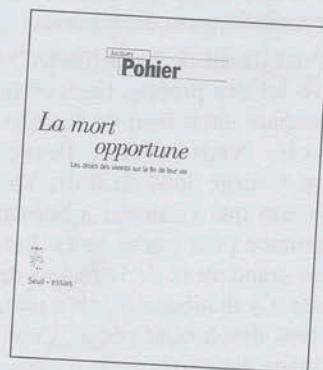 JACQUES
Pohier
La mort
opportune
Les droits des vivants sur la fin de leur vie
Seuil - essais